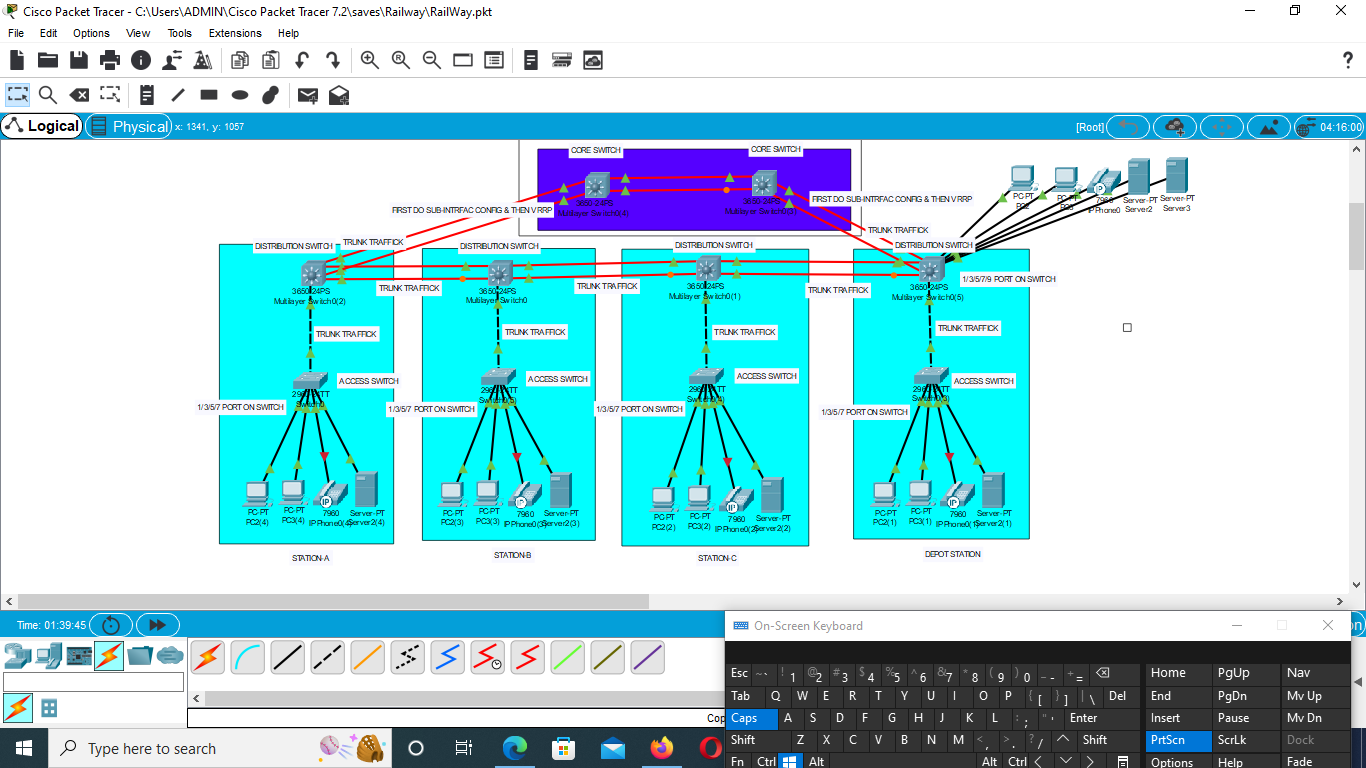 Cisco Packet Tracer - C:\Users\ADMIN\Cisco Packet Tracer 7.2\saves\Railway\RailWay.pkt
File Edit Options View Tools Extensions Help
Logical Physical x: 1341, y: 1057 [Root] 04:16:00
CORE SWITCH CORE SWITCH
3650-24PS
Multilayer Switch0(4)
3650-24PS
Multilayer Switch0(3)
PC-PT
PC2
PC-PT
PC3
7960
IP Phone0
Server-PT
Server2
Server-PT
Server3
FIRST DO SUB-INTRFAC CONFIG & THEN VRRP
FIRST DO SUB-INTRFAC CONFIG & THEN VRRP
TRUNK TRAFFICK
TRUNK TRAFFICK
DISTRIBUTION SWITCH
DISTRIBUTION SWITCH
DISTRIBUTION SWITCH
DISTRIBUTION SWITCH
3650-24PS
Multilayer Switch0(2)
3650-24PS
Multilayer Switch0
3650-24PS
Multilayer Switch0(1)
3650-24PS
Multilayer Switch0(5)
1/3/5/7/9 PORT ON SWITCH
TRUNK TRAFFICK
TRUNK TRAFFICK
TRUNK TRAFFICK
TRUNK TRAFFICK
TRUNK TRAFFICK
TRUNK TRAFFICK
TRUNK TRAFFICK
ACCESS SWITCH
ACCESS SWITCH
ACCESS SWITCH
ACCESS SWITCH
1/3/5/7 PORT ON SWITCH
1/3/5/7 PORT ON SWITCH
1/3/5/7 PORT ON SWITCH
1/3/5/7 PORT ON SWITCH
PC-PT
PC2(4)
PC-PT
PC3(4)
7960
IP Phone0(4)
Server-PT
Server2(4)
PC-PT
PC2(3)
PC-PT
PC3(3)
7960
IP Phone0(3)
Server-PT
Server2(3)
PC-PT
PC2(2)
PC-PT
PC3(2)
7960
IP Phone0(2)
Server-PT
Server2(2)
PC-PT
PC2(1)
PC-PT
PC3(1)
7960
IP Phone0(1)
Server-PT
Server2(1)
STATION-A
STATION-B
STATION-C
DEPOT STATION
Time: 01:39:45
Cop
On-Screen Keyboard
Esc ~ ` ! 1 @ 2 # 3 $ 4 % 5 ^ 6 & 7 * 8 ( 9 ) 0 _ - + = Home PgUp Nav
Tab Q W E R T Y U I O P { [ } ] | \ Del End PgDn Mv Up
Caps A S D F G H J K L : ; " ' Enter Insert Pause Mv Dn
Shift Z X C V B N M < , > . ? / Shift PrtScn ScrLk Dock
Fn Ctrl Alt Alt Ctrl Options Help Fade
Type here to search